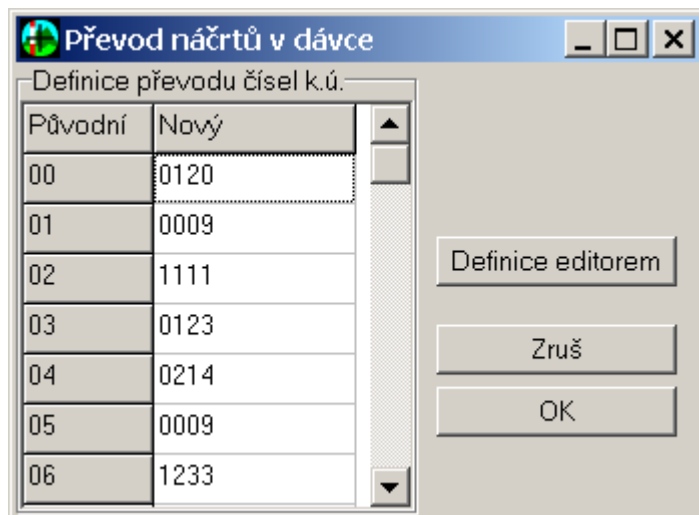 Převod náčrtů v dávce
Definice převodu čísel k.ú.
Původní Nový
00 0120
01 0009
02 1111
03 0123
04 0214
05 0009
06 1233
Definice editorem
Zruš
OK